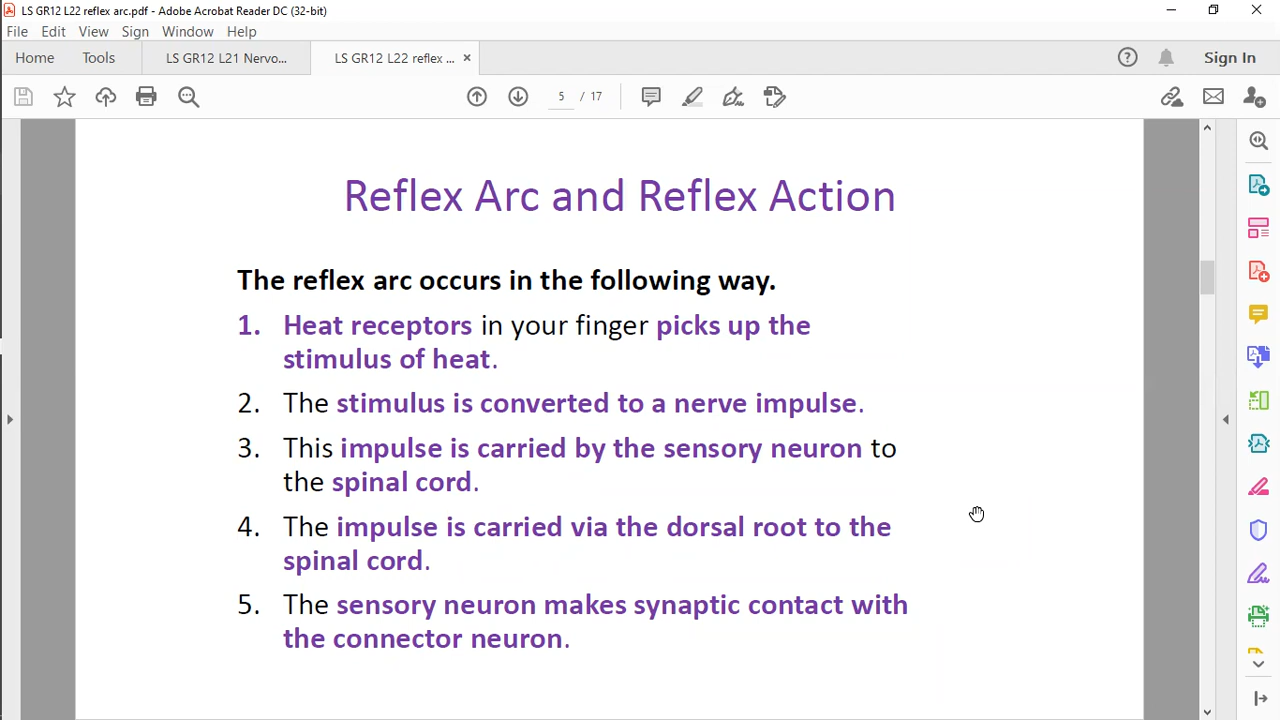 LS GR12 L22 reflex arc.pdf - Adobe Acrobat Reader DC (32-bit)
File Edit View Sign Window Help
Home Tools LS GR12 L21 Nervo... LS GR12 L22 reflex ... × Sign In
5 / 17
Reflex Arc and Reflex Action
The reflex arc occurs in the following way.
1. Heat receptors in your finger picks up the
stimulus of heat.
2. The stimulus is converted to a nerve impulse.
3. This impulse is carried by the sensory neuron to
the spinal cord.
4. The impulse is carried via the dorsal root to the
spinal cord.
5. The sensory neuron makes synaptic contact with
the connector neuron.